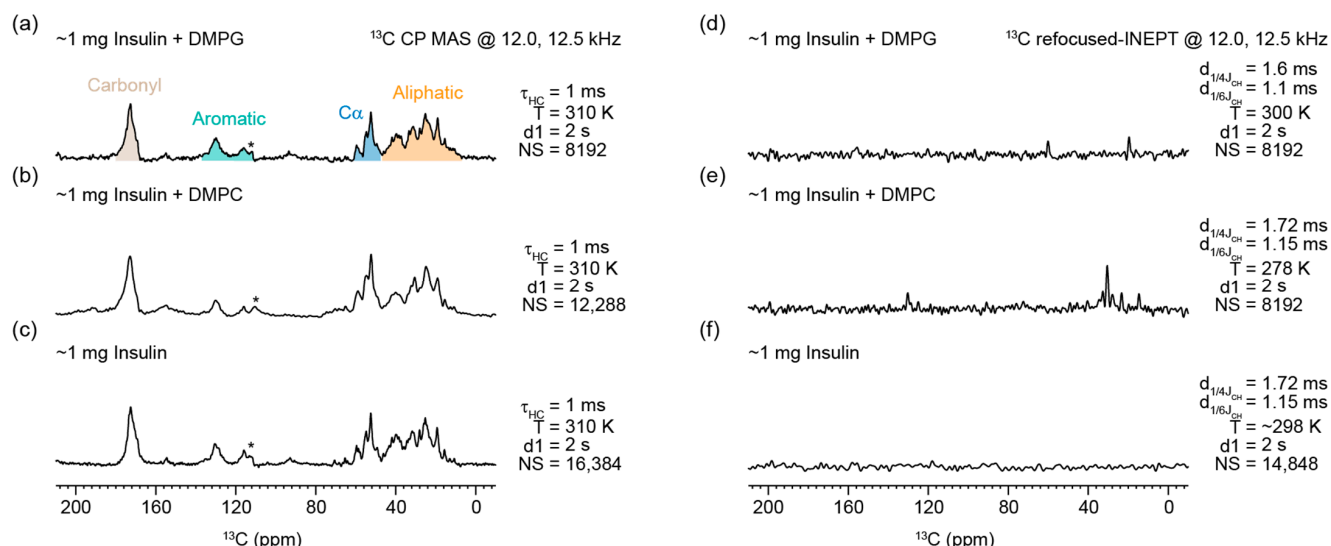 (a)
~1 mg Insulin + DMPG
¹³C CP MAS @ 12.0, 12.5 kHz
Carbonyl
Aromatic
Cα
Aliphatic
*
τHC = 1 ms
T = 310 K
d1 = 2 s
NS = 8192
(b)
~1 mg Insulin + DMPC
*
τHC = 1 ms
T = 310 K
d1 = 2 s
NS = 12,288
(c)
~1 mg Insulin
*
τHC = 1 ms
T = 310 K
d1 = 2 s
NS = 16,384
200 160 120 80 40 0
¹³C (ppm)
(d)
~1 mg Insulin + DMPG
¹³C refocused-INEPT @ 12.0, 12.5 kHz
d1/4JCH = 1.6 ms
d1/6JCH = 1.1 ms
T = 300 K
d1 = 2 s
NS = 8192
(e)
~1 mg Insulin + DMPC
d1/4JCH = 1.72 ms
d1/6JCH = 1.15 ms
T = 278 K
d1 = 2 s
NS = 8192
(f)
~1 mg Insulin
d1/4JCH = 1.72 ms
d1/6JCH = 1.15 ms
T = ~298 K
d1 = 2 s
NS = 14,848
200 160 120 80 40 0
¹³C (ppm)